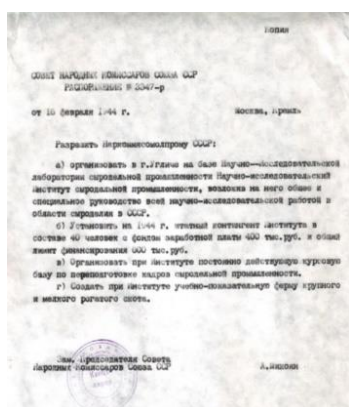 Копия
СОВЕТ НАРОДНЫХ КОМИССАРОВ СОЮЗА ССР
РАСПОРЯЖЕНИЕ № 3347-р
от 16 февраля 1944 г. Москва, Кремль
Разрешить Наркоммясомолпрому СССР:
а) организовать в г.Угличе на базе Научно-исследовательской
лаборатории сыродельной промышленности Научно-исследовательский
Институт сыродельной промышленности, возложив на него общее и
специальное руководство всей научно-исследовательской работой в
области сыроделия в СССР.
б) Установить на 1944 г. штатный контингент Института в
составе 40 человек с фондом заработной платы 400 тыс.руб. и общий
лимит финансирования 600 тыс.руб.
в) Организовать при Институте постоянно действующую курсовую
базу по переподготовке кадров сыродельной промышленности.
г) Создать при Институте учебно-показательную ферму крупного
и мелкого рогатого скота.
Зам. Председателя Совета
Народных Комиссаров Союза ССР А.Микоян